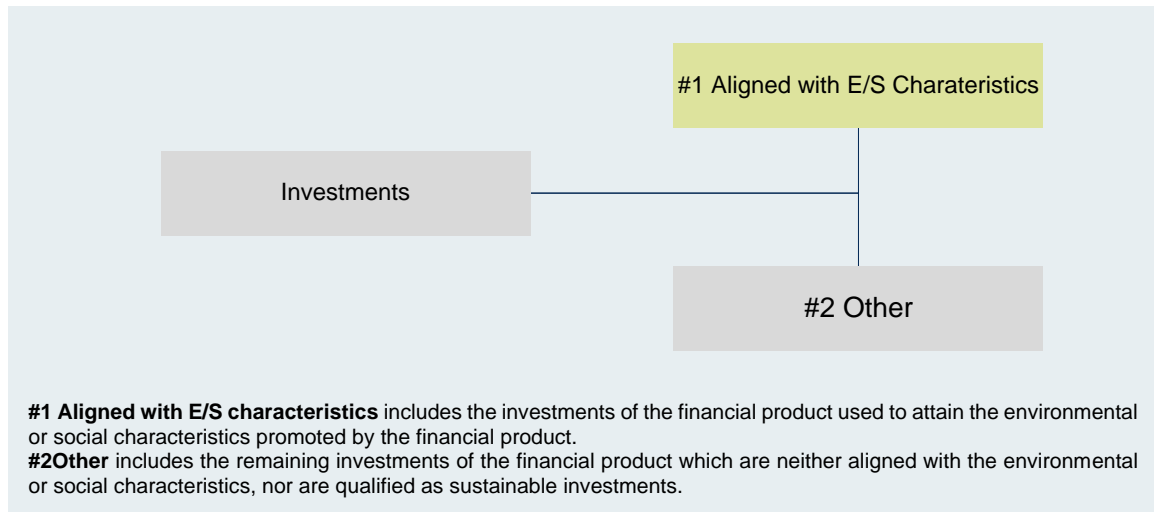 #1 Aligned with E/S Charateristics
Investments
#2 Other
#1 Aligned with E/S characteristics includes the investments of the financial product used to attain the environmental
or social characteristics promoted by the financial product.
#2Other includes the remaining investments of the financial product which are neither aligned with the environmental
or social characteristics, nor are qualified as sustainable investments.